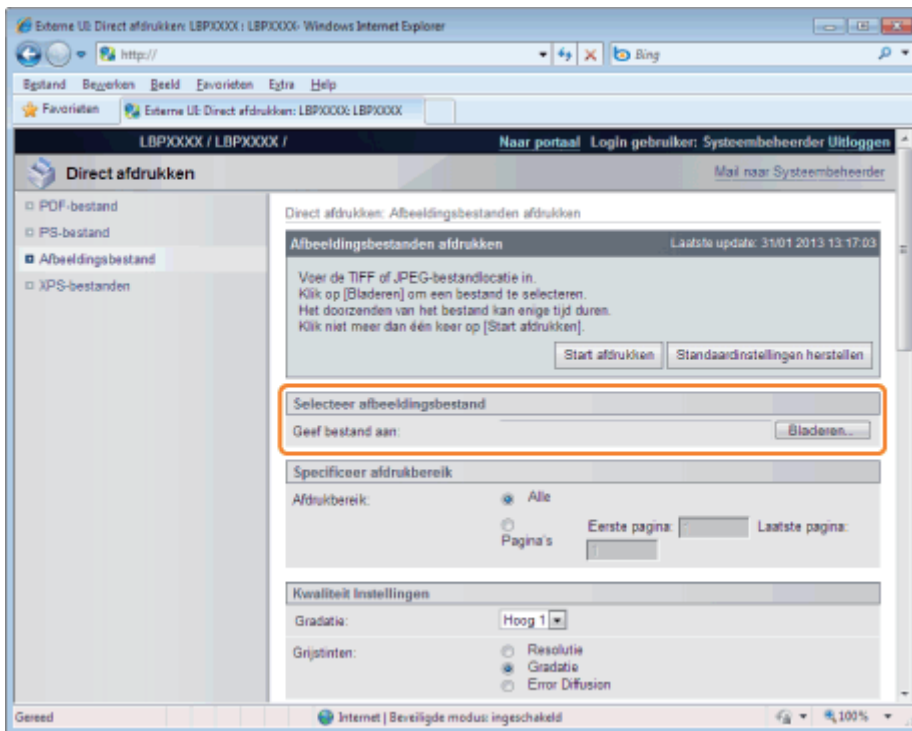 Externe UI: Direct afdrukken: LBPXXXX : LBPXXXX- Windows Internet Explorer
http://
Bing
Bestand Bewerken Beeld Favorieten Extra Help
Favorieten Externe UI: Direct afdrukken: LBPXXXX: LBPXXXX
LBPXXXX / LBPXXXX / Naar portaal Login gebruiker: Systeembeheerder Uitloggen
Direct afdrukken Mail naar Systeembeheerder
PDF-bestand
PS-bestand
Afbeeldingsbestand
XPS-bestanden
Direct afdrukken: Afbeeldingsbestanden afdrukken
Afbeeldingsbestanden afdrukken Laatste update: 31/01 2013 13:17:03
Voer de TIFF of JPEG-bestandlocatie in.
Klik op [Bladeren] om een bestand te selecteren.
Het doorzenden van het bestand kan enige tijd duren.
Klik niet meer dan één keer op [Start afdrukken].
Start afdrukken Standaardinstellingen herstellen
Selecteer afbeeldingsbestand
Geef bestand aan: Bladeren...
Specificeer afdrukbereik
Afdrukbereik: Alle
Pagina's Eerste pagina: 1 Laatste pagina:
1
Kwaliteit Instellingen
Gradatie: Hoog 1
Grijstinten: Resolutie
Gradatie
Error Diffusion
Gereed Internet | Beveiligde modus: ingeschakeld 100%